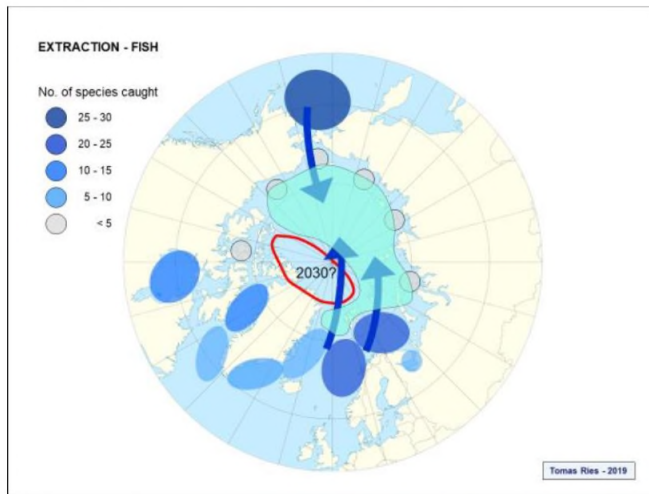 EXTRACTION - FISH
No. of species caught
25 - 30
20 - 25
10 - 15
5 - 10
< 5
2030?
Tomas Ries - 2019